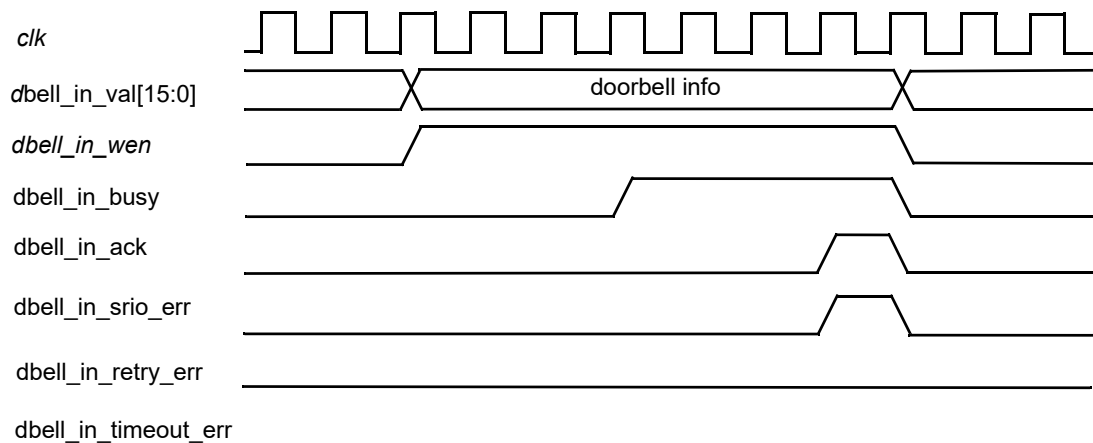 clk
dbell_in_val[15:0]
doorbell info
dbell_in_wen
dbell_in_busy
dbell_in_ack
dbell_in_srio_err
dbell_in_retry_err
dbell_in_timeout_err